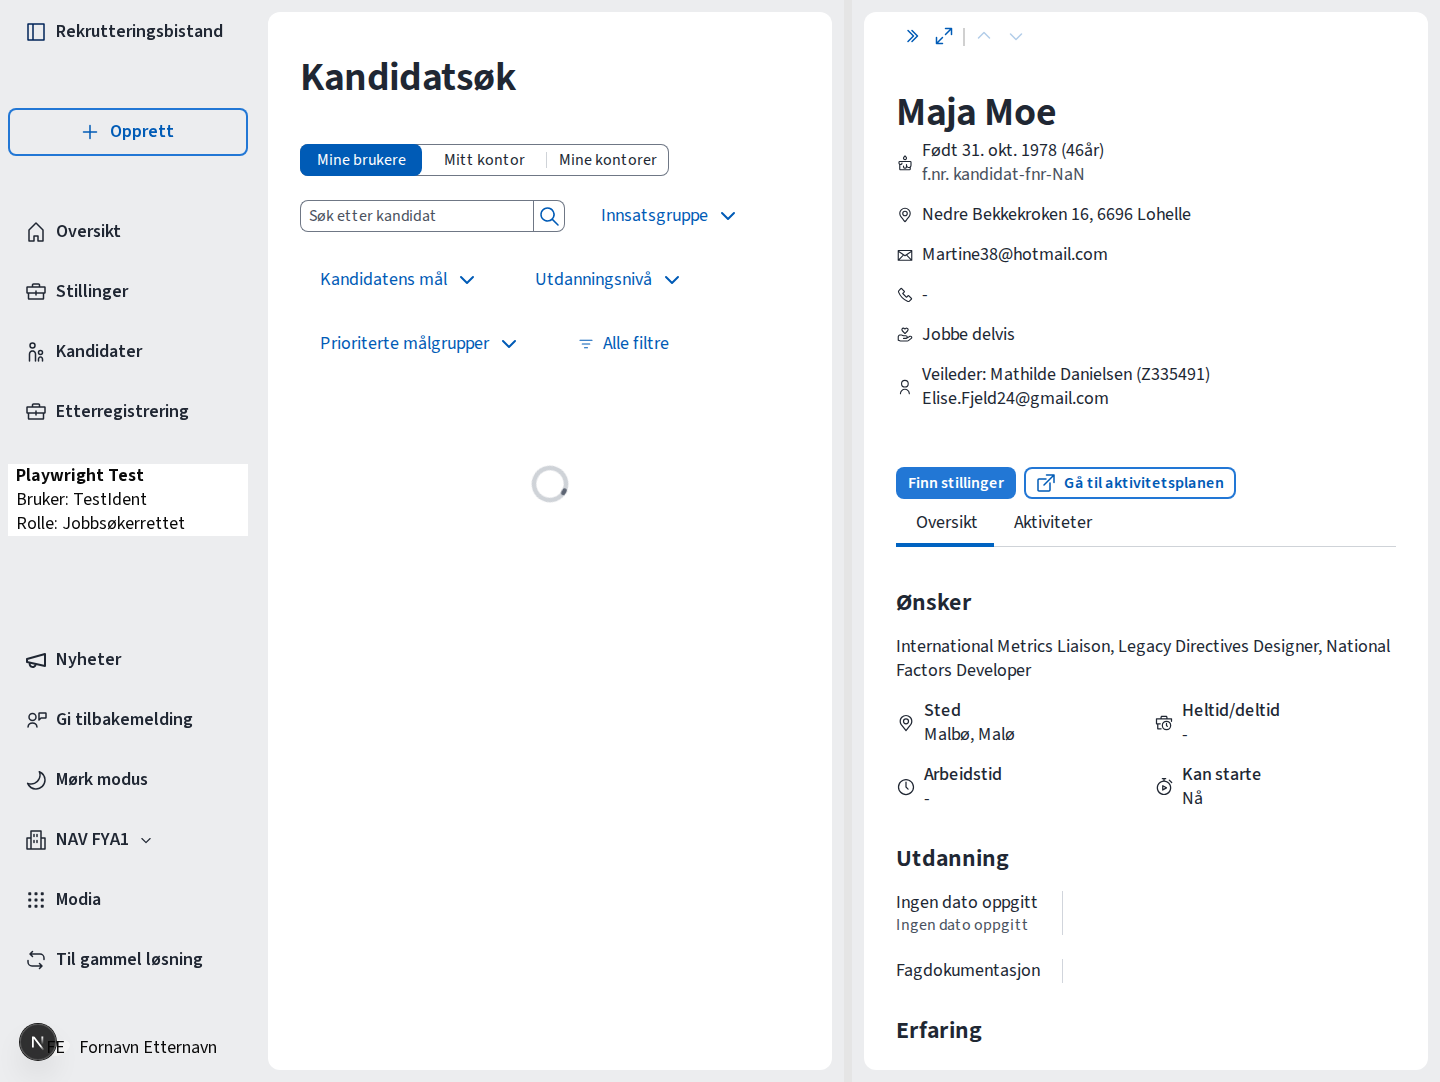 Rekrutteringsbistand
Opprett
Oversikt
Stillinger
Kandidater
Etterregistrering
Playwright Test
Bruker: TestIdent
Rolle: Jobbsøkerrettet
Nyheter
Gi tilbakemelding
Mørk modus
NAV FYA1
Modia
Til gammel løsning
N
FE Fornavn Etternavn
Kandidatsøk
Mine brukere Mitt kontor Mine kontorer
Søk etter kandidat Innsatsgruppe
Kandidatens mål Utdanningsnivå
Prioriterte målgrupper Alle filtre
Maja Moe
Født 31. okt. 1978 (46år)
f.nr. kandidat-fnr-NaN
Nedre Bekkekroken 16, 6696 Lohelle
Martine38@hotmail.com
-
Jobbe delvis
Veileder: Mathilde Danielsen (Z335491)
Elise.Fjeld24@gmail.com
Finn stillinger Gå til aktivitetsplanen
Oversikt Aktiviteter
Ønsker
International Metrics Liaison, Legacy Directives Designer, National
Factors Developer
Sted Heltid/deltid
Malbø, Malø -
Arbeidstid Kan starte
- Nå
Utdanning
Ingen dato oppgitt
Ingen dato oppgitt
Fagdokumentasjon
Erfaring